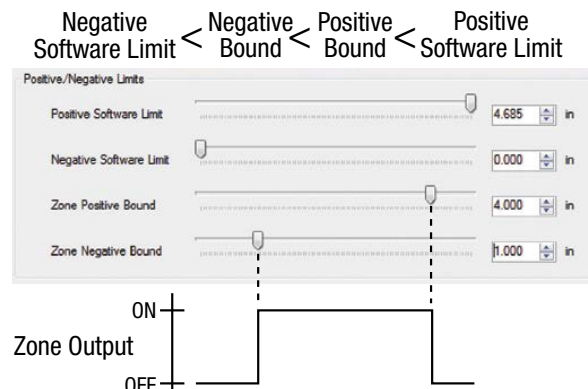 Negative Software Limit < Negative Bound < Positive Bound < Positive Software Limit
Positive/Negative Limits
Positive Software Limit 4.685 in
Negative Software Limit 0.000 in
Zone Positive Bound 4.000 in
Zone Negative Bound 1.000 in
ON
Zone Output
OFF